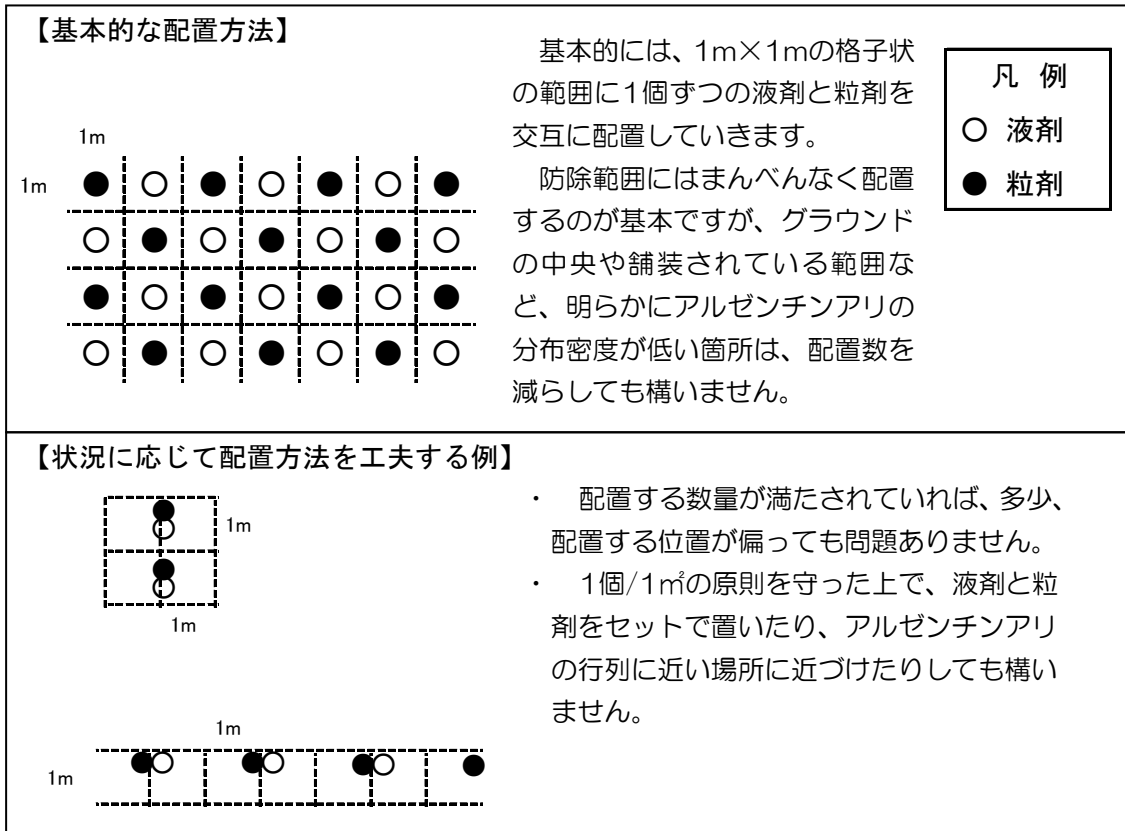 【基本的な配置方法】
1m
1m
基本的には、1m×1mの格子状
の範囲に1個ずつの液剤と粒剤を
交互に配置していきます。
防除範囲にはまんべんなく配置
するのが基本ですが、グラウンド
の中央や舗装されている範囲な
ど、明らかにアルゼンチンアリの
分布密度が低い箇所は、配置数を
減らしても構いません。
凡 例
○ 液剤
● 粒剤
【状況に応じて配置方法を工夫する例】
1m
1m
・ 配置する数量が満たされていれば、多少、
配置する位置が偏っても問題ありません。
・ 1個/1㎡の原則を守った上で、液剤と粒
剤をセットで置いたり、アルゼンチンアリ
の行列に近い場所に近づけたりしても構い
ません。
1m
1m